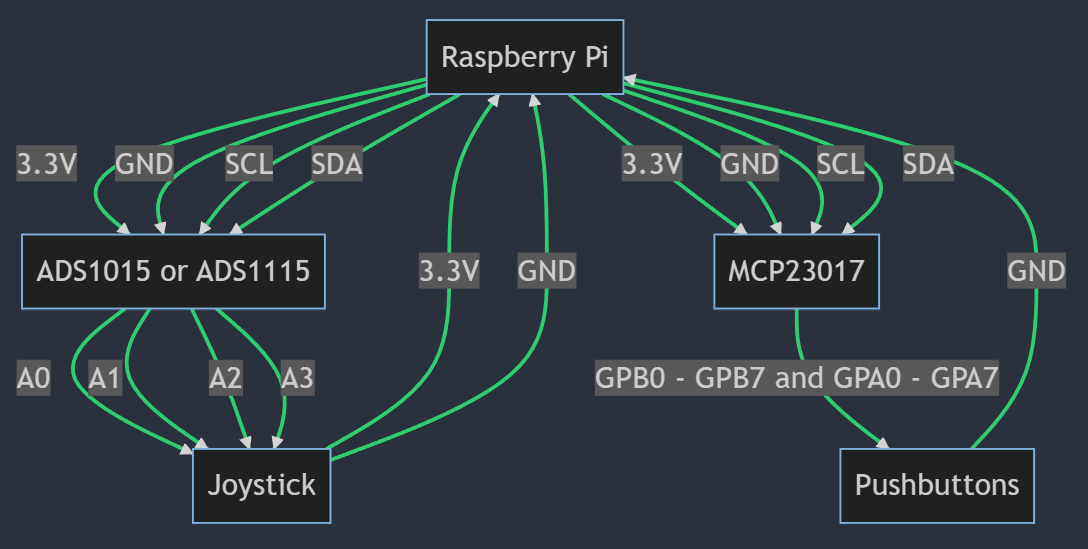 Raspberry Pi
3.3V
GND
SCL
SDA
3.3V
GND
SCL
SDA
ADS1015 or ADS1115
3.3V
GND
MCP23017
GND
A0
A1
A2
A3
GPB0 - GPB7 and GPA0 - GPA7
Joystick
Pushbuttons